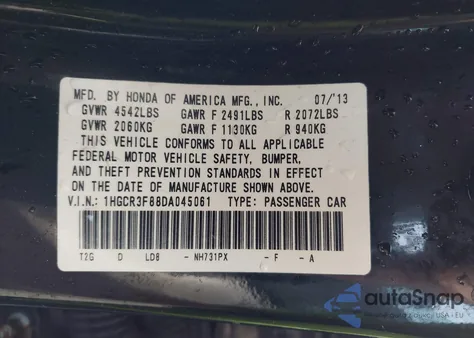 MFD. BY HONDA OF AMERICA MFG., INC. 07/'13
GVWR 4542LBS GAWR F 2491LBS R 2072LBS
GVWR 2060KG GAWR F 1130KG R 940KG
THIS VEHICLE CONFORMS TO ALL APPLICABLE
FEDERAL MOTOR VEHICLE SAFETY, BUMPER,
AND THEFT PREVENTION STANDARDS IN EFFECT
ON THE DATE OF MANUFACTURE SHOWN ABOVE.
V.I.N.: 1HGCR3F88DA045061 TYPE: PASSENGER CAR
T2G D LD8 - NH731PX - F - A
autoSnap
USA - EU